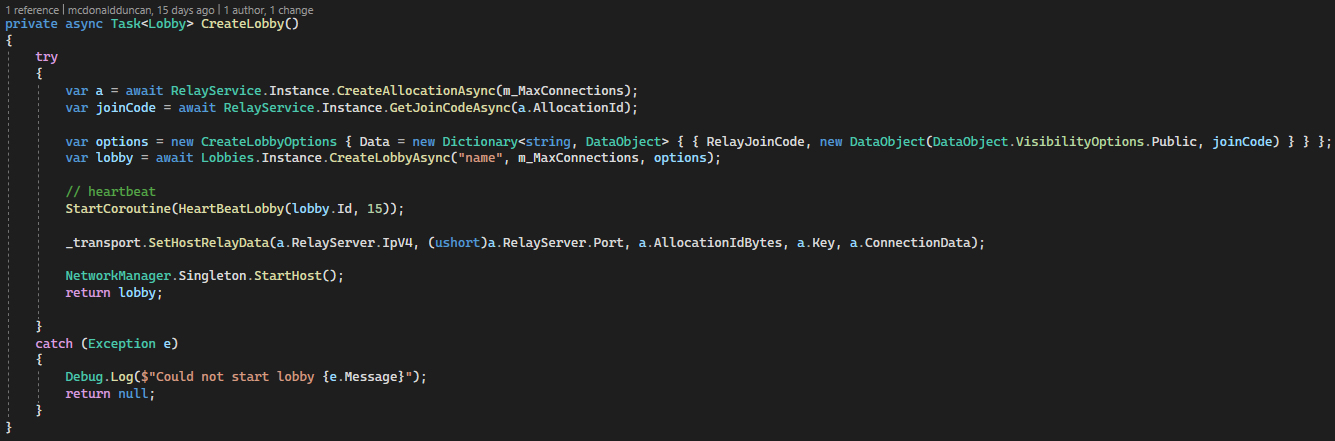 1 reference | mcdonaldduncan, 15 days ago | 1 author, 1 change
private async Task<Lobby> CreateLobby()
{
    try
    {
        var a = await RelayService.Instance.CreateAllocationAsync(m_MaxConnections);
        var joinCode = await RelayService.Instance.GetJoinCodeAsync(a.AllocationId);

        var options = new CreateLobbyOptions { Data = new Dictionary<string, DataObject> { { RelayJoinCode, new DataObject(DataObject.VisibilityOptions.Public, joinCode) } } };
        var lobby = await Lobbies.Instance.CreateLobbyAsync("name", m_MaxConnections, options);

        // heartbeat
        StartCoroutine(HeartBeatLobby(lobby.Id, 15));

        _transport.SetHostRelayData(a.RelayServer.IpV4, (ushort)a.RelayServer.Port, a.AllocationIdBytes, a.Key, a.ConnectionData);

        NetworkManager.Singleton.StartHost();
        return lobby;

    }
    catch (Exception e)
    {
        Debug.Log($"Could not start lobby {e.Message}");
        return null;
    }
}